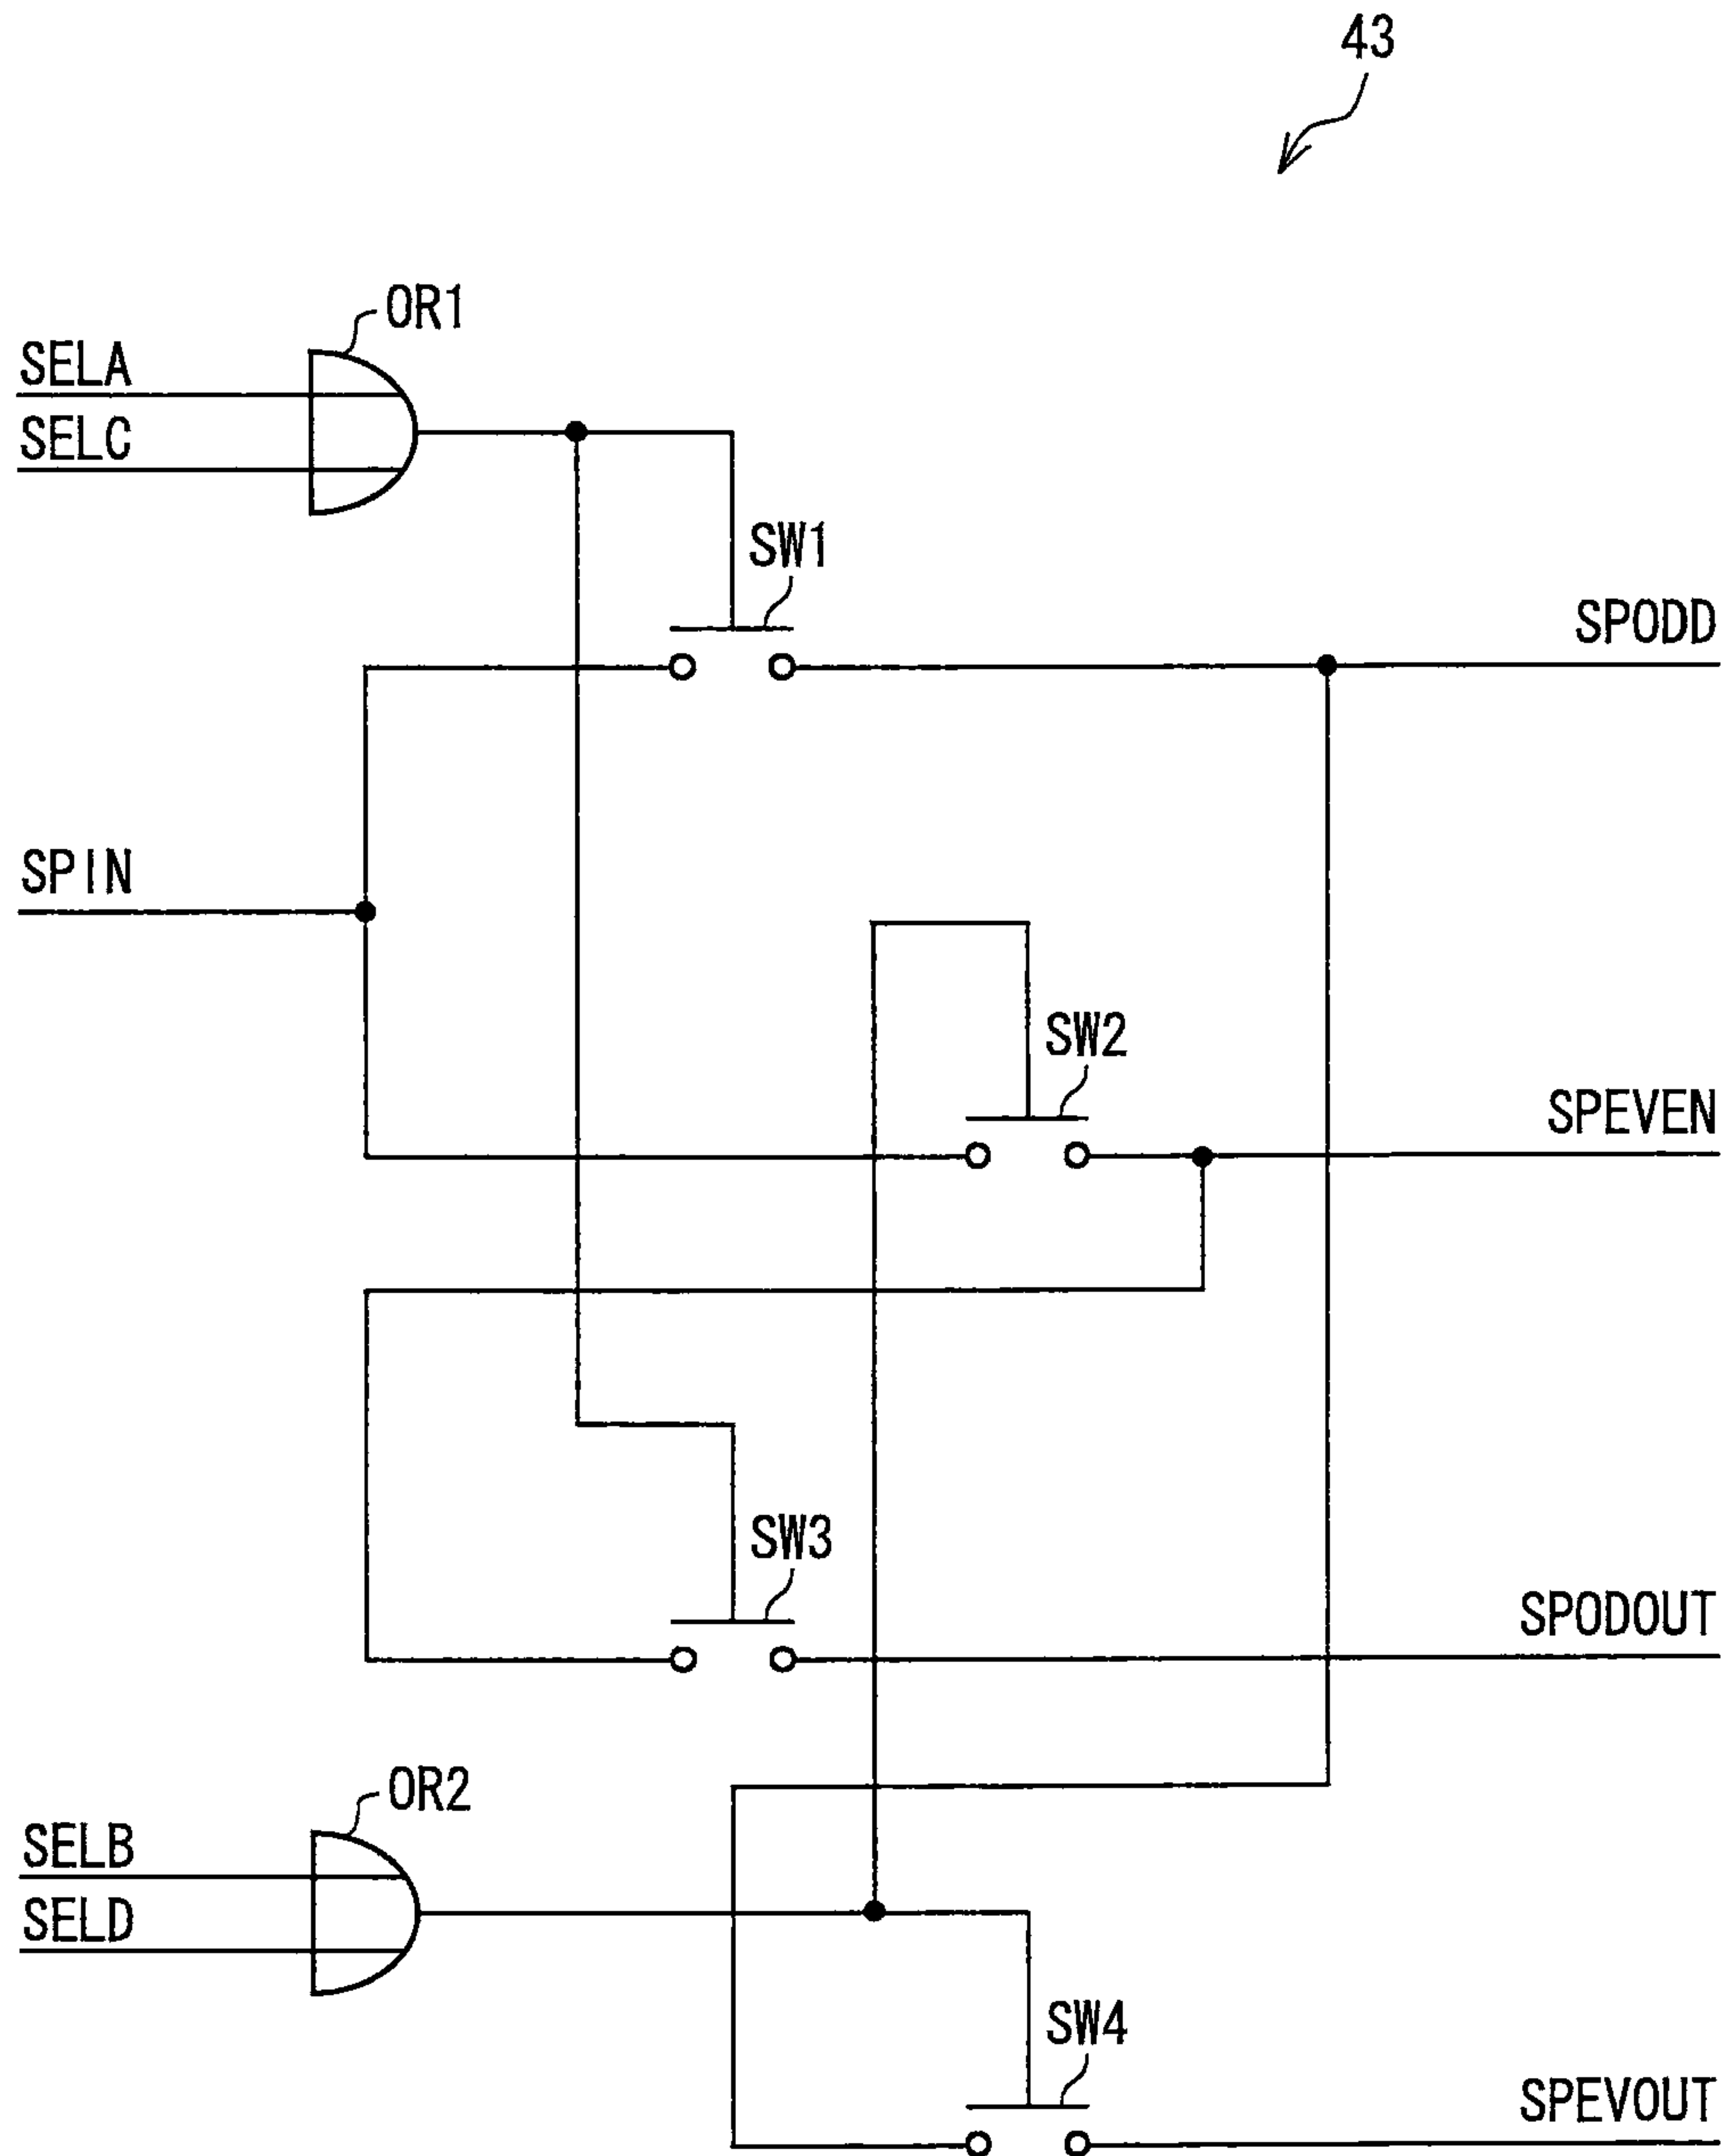 43
OR1
SELA
SELC
SW1
SPODD
SPIN
SW2
SPEVEN
SW3
SPODOUT
OR2
SELB
SELD
SW4
SPEVOUT